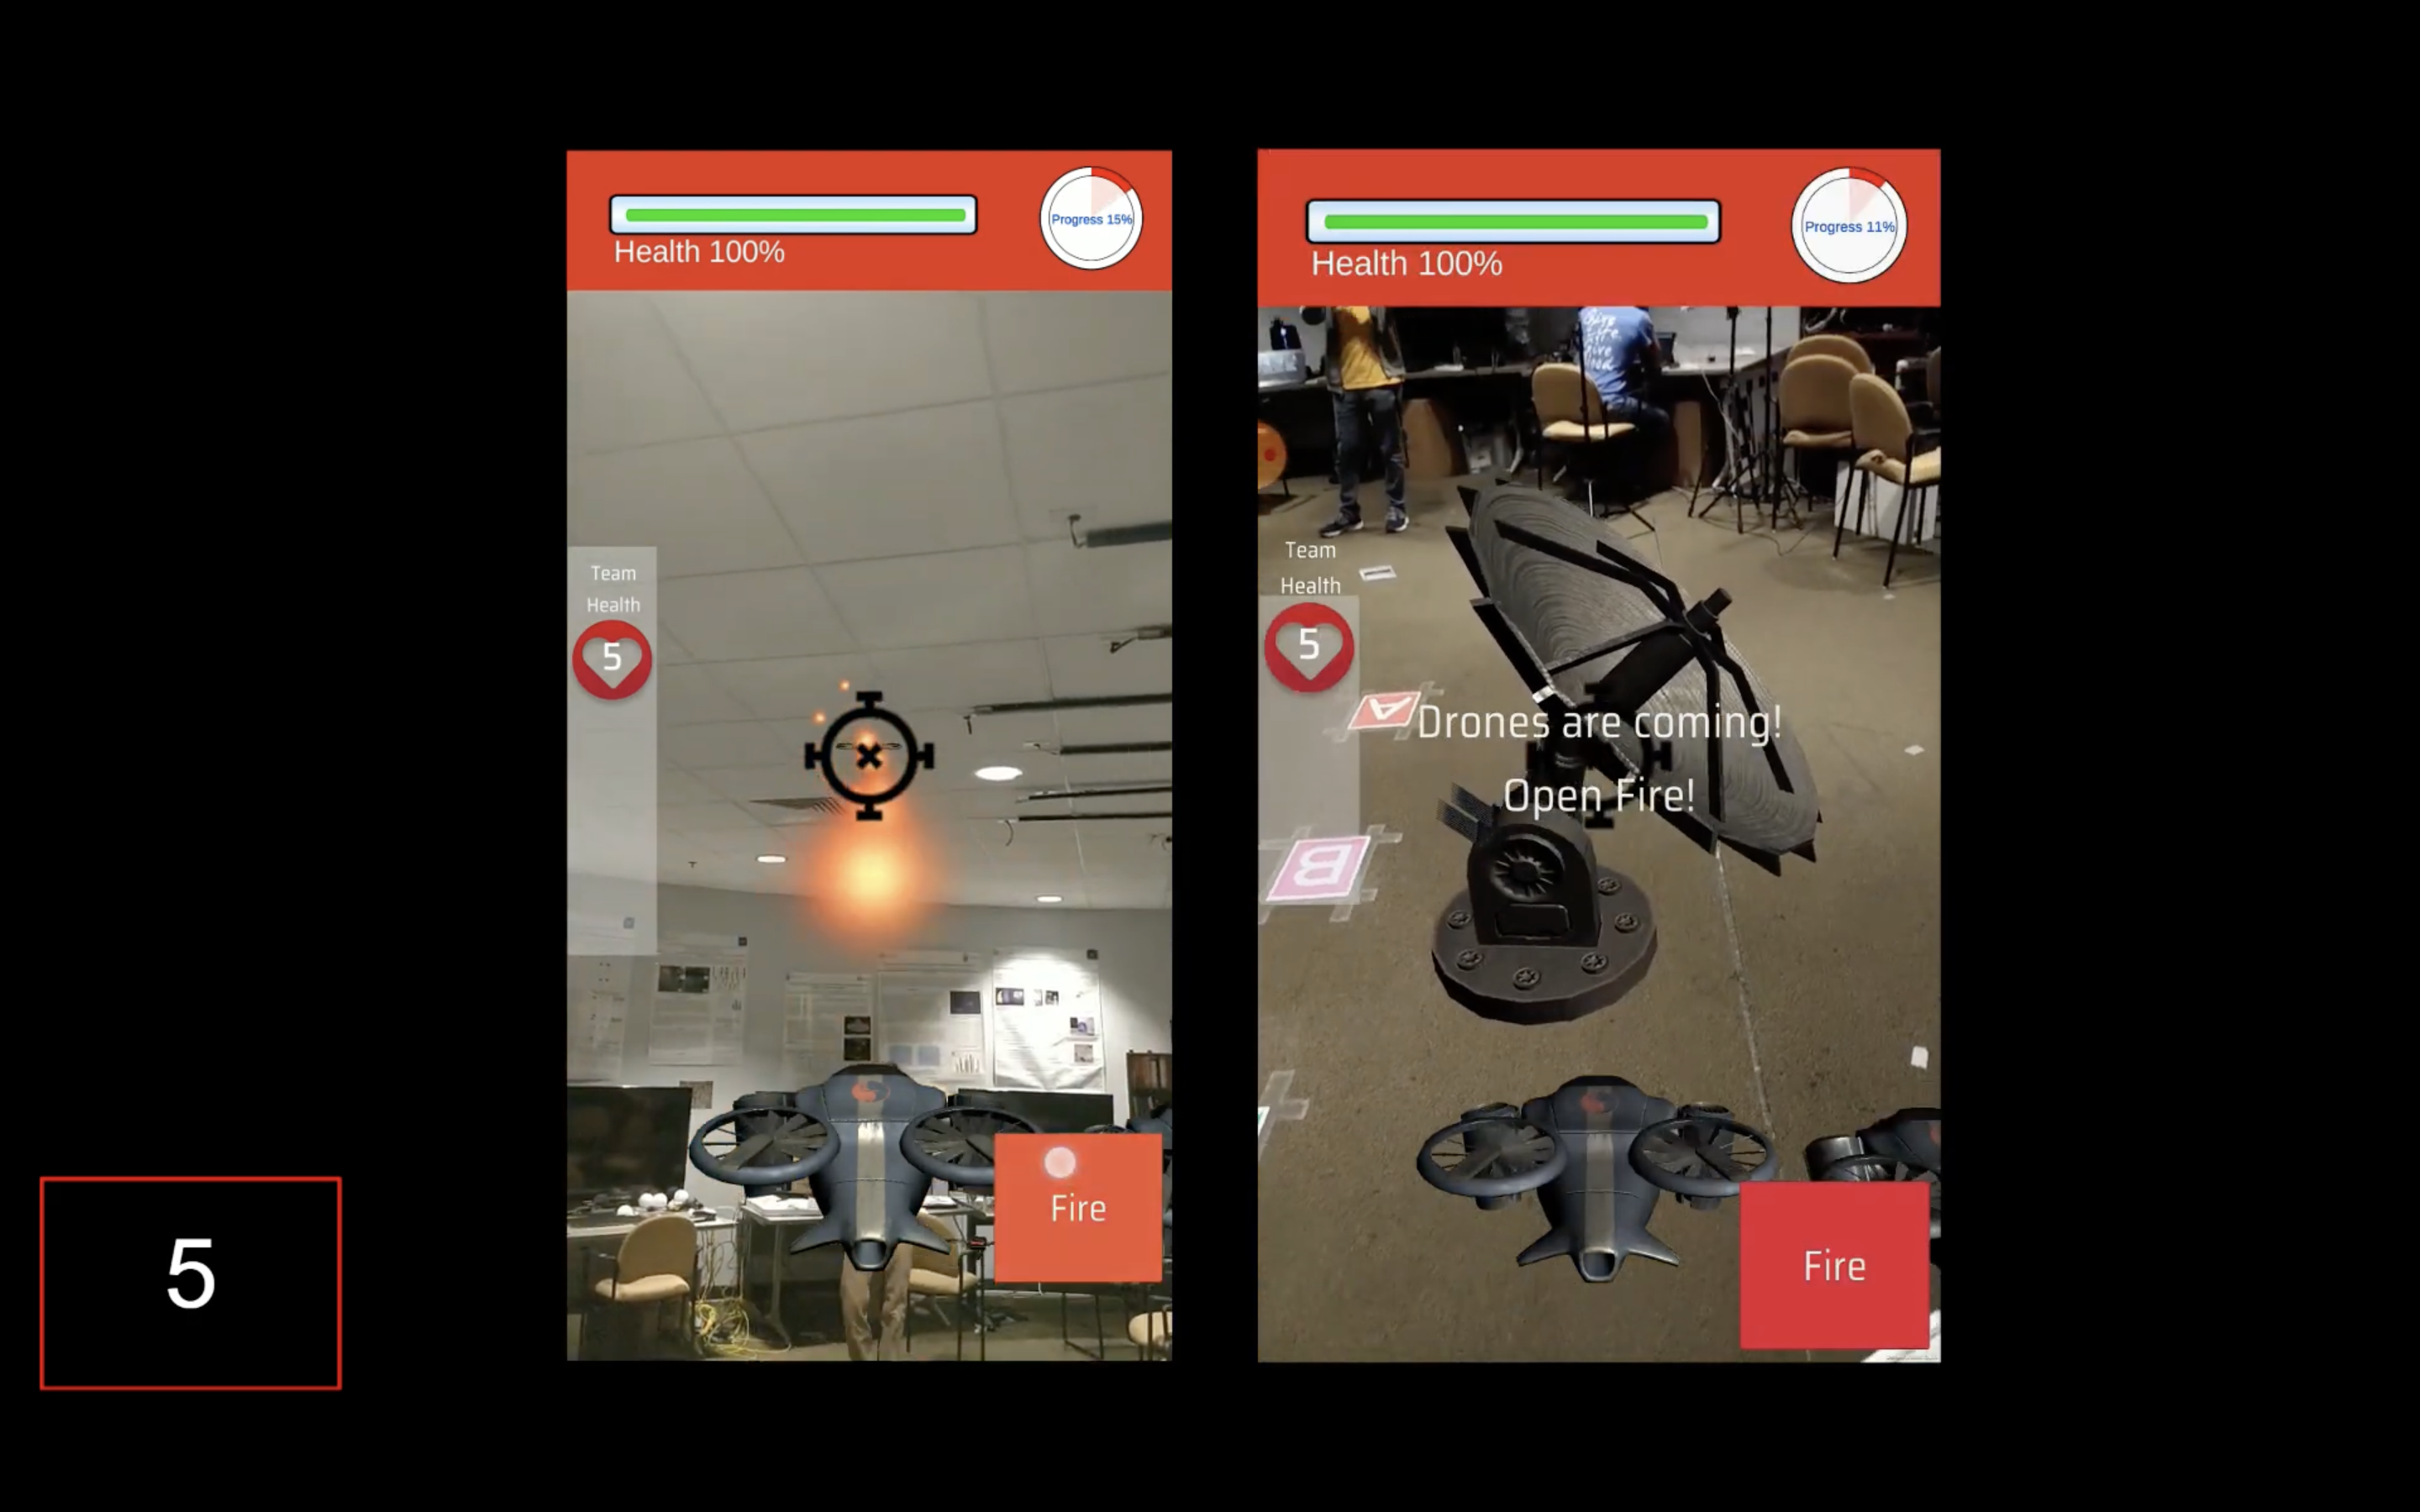 Health 100%
Progress 15%
Team
Health
5
Fire
Health 100%
Progress 11%
Team
Health
5
A
Drones are coming!
Open Fire!
B
Fire
5